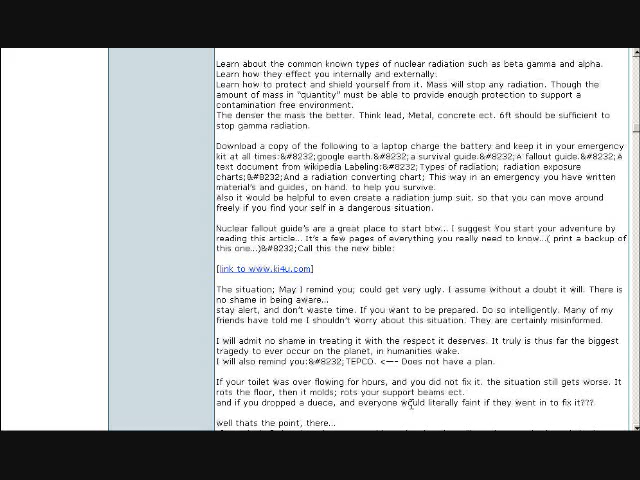 Learn about the common known types of nuclear radiation such as beta gamma and alpha.
Learn how they effect you internally and externally.
Learn how to protect and shield yourself from it. Mass will stop any radiation. Though the
amount of mass in "quantity" must be able to provide enough protection to support a
contamination free environment.
The denser the mass the better. Think lead, Metal, concrete ect. 6ft should be sufficient to
stop gamma radiation.
Download a copy of the following to a laptop charge the battery and keep it in your emergency
kit at all times:&#8232;google earth.&#8232;a survival guide.&#8232;A fallout guide.&#8232;A
text document from wikipedia Labeling:&#8232;Types of radiation; radiation exposure
charts;&#8232;And a radiation converting chart; This way in an emergency you have written
material's and guides, on hand. to help you survive.
Also it would be helpful to even create a radiation jump suit. so that you can move around
freely if you find your self in a dangerous situation.
Nuclear fallout guide's are a great place to start btw... I suggest You start your adventure by
reading this article... It's a few pages of everything you really need to know...( print a backup of
this one...)&#8232;Call this the new bible:
[link to www.ki4u.com]
The situation; May I remind you; could get very ugly. I assume without a doubt it will. There is
no shame in being aware...
stay alert, and don't waste time. If you want to be prepared. Do so intelligently. Many of my
friends have told me I shouldn't worry about this situation. They are certainly misinformed.
I will admit no shame in treating it with the respect it deserves. It truly is thus far the biggest
tragedy to ever occur on the planet, in humanities wake.
I will also remind you:&#8232;TEPCO. <—- Does not have a plan.
If your toilet was over flowing for hours, and you did not fix it. the situation still gets worse. It
rots the floor, then it molds; rots your support beams ect.
and if you dropped a duece, and everyone would literally faint if they went in to fix it???.
well thats the point, there...